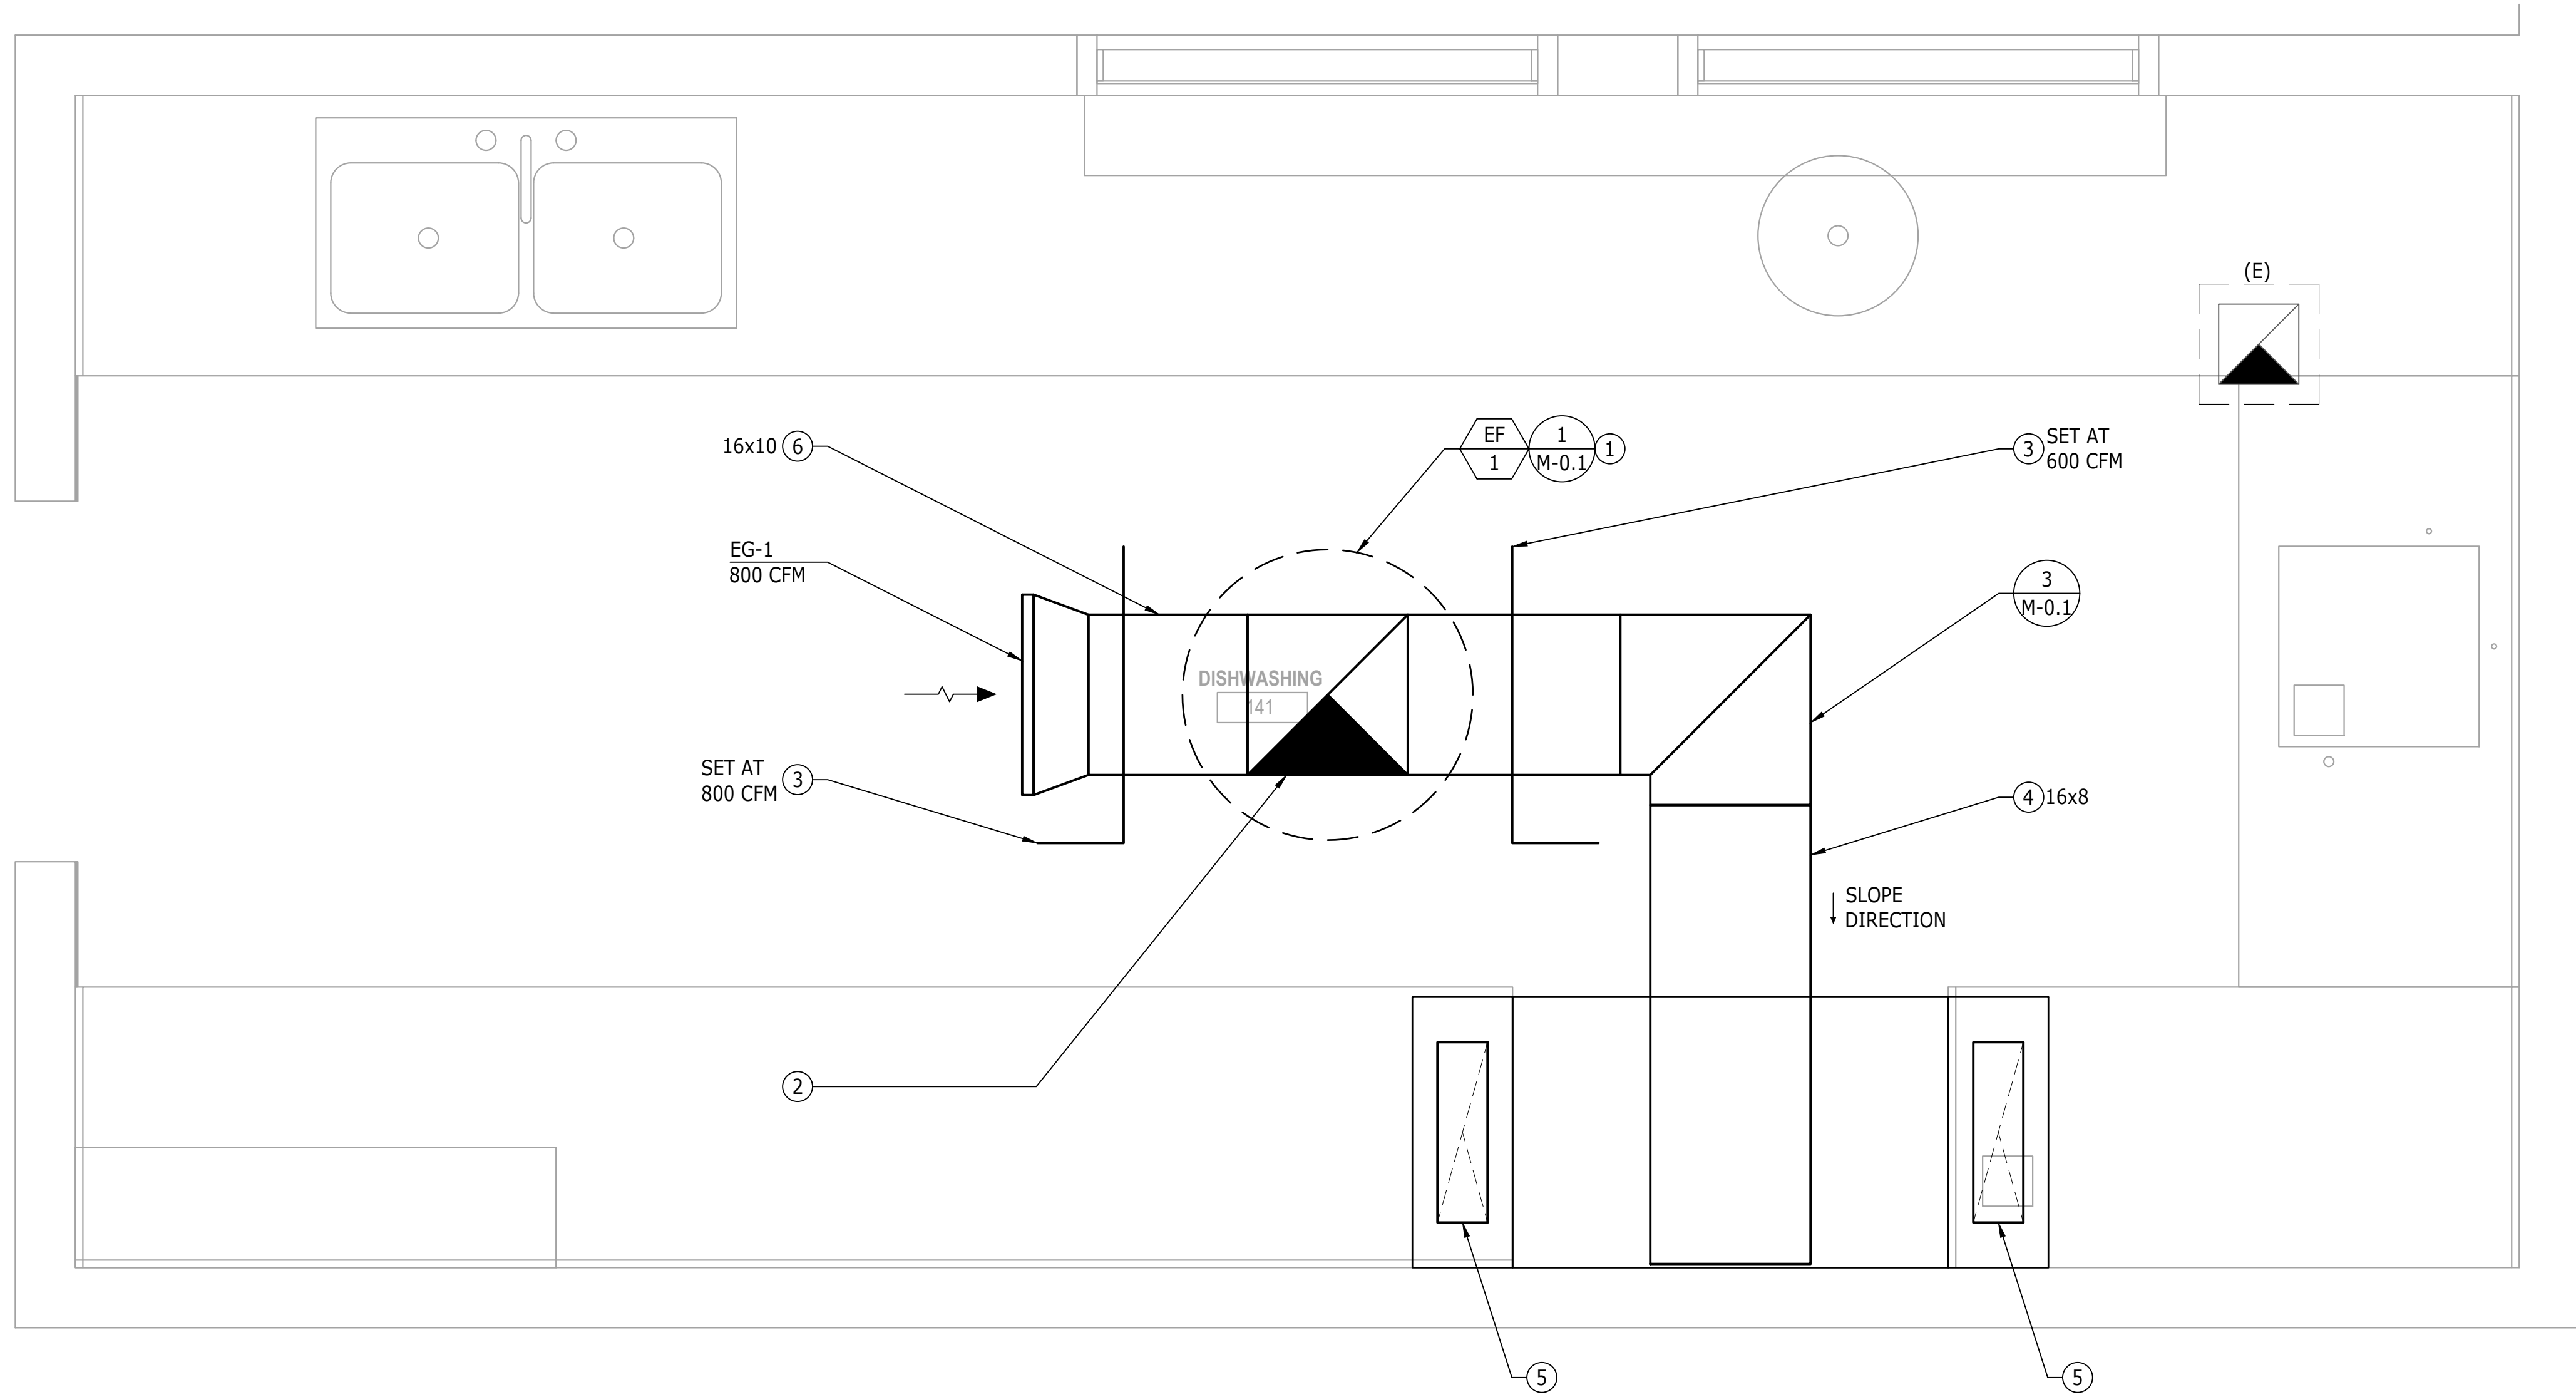 (E)
16x10 6
EF
1
1
M-0.1
1
3 SET AT
600 CFM
EG-1
800 CFM
3
M-0.1
DISHWASHING
141
SET AT
800 CFM 3
4 16x8
SLOPE
DIRECTION
2
5
5